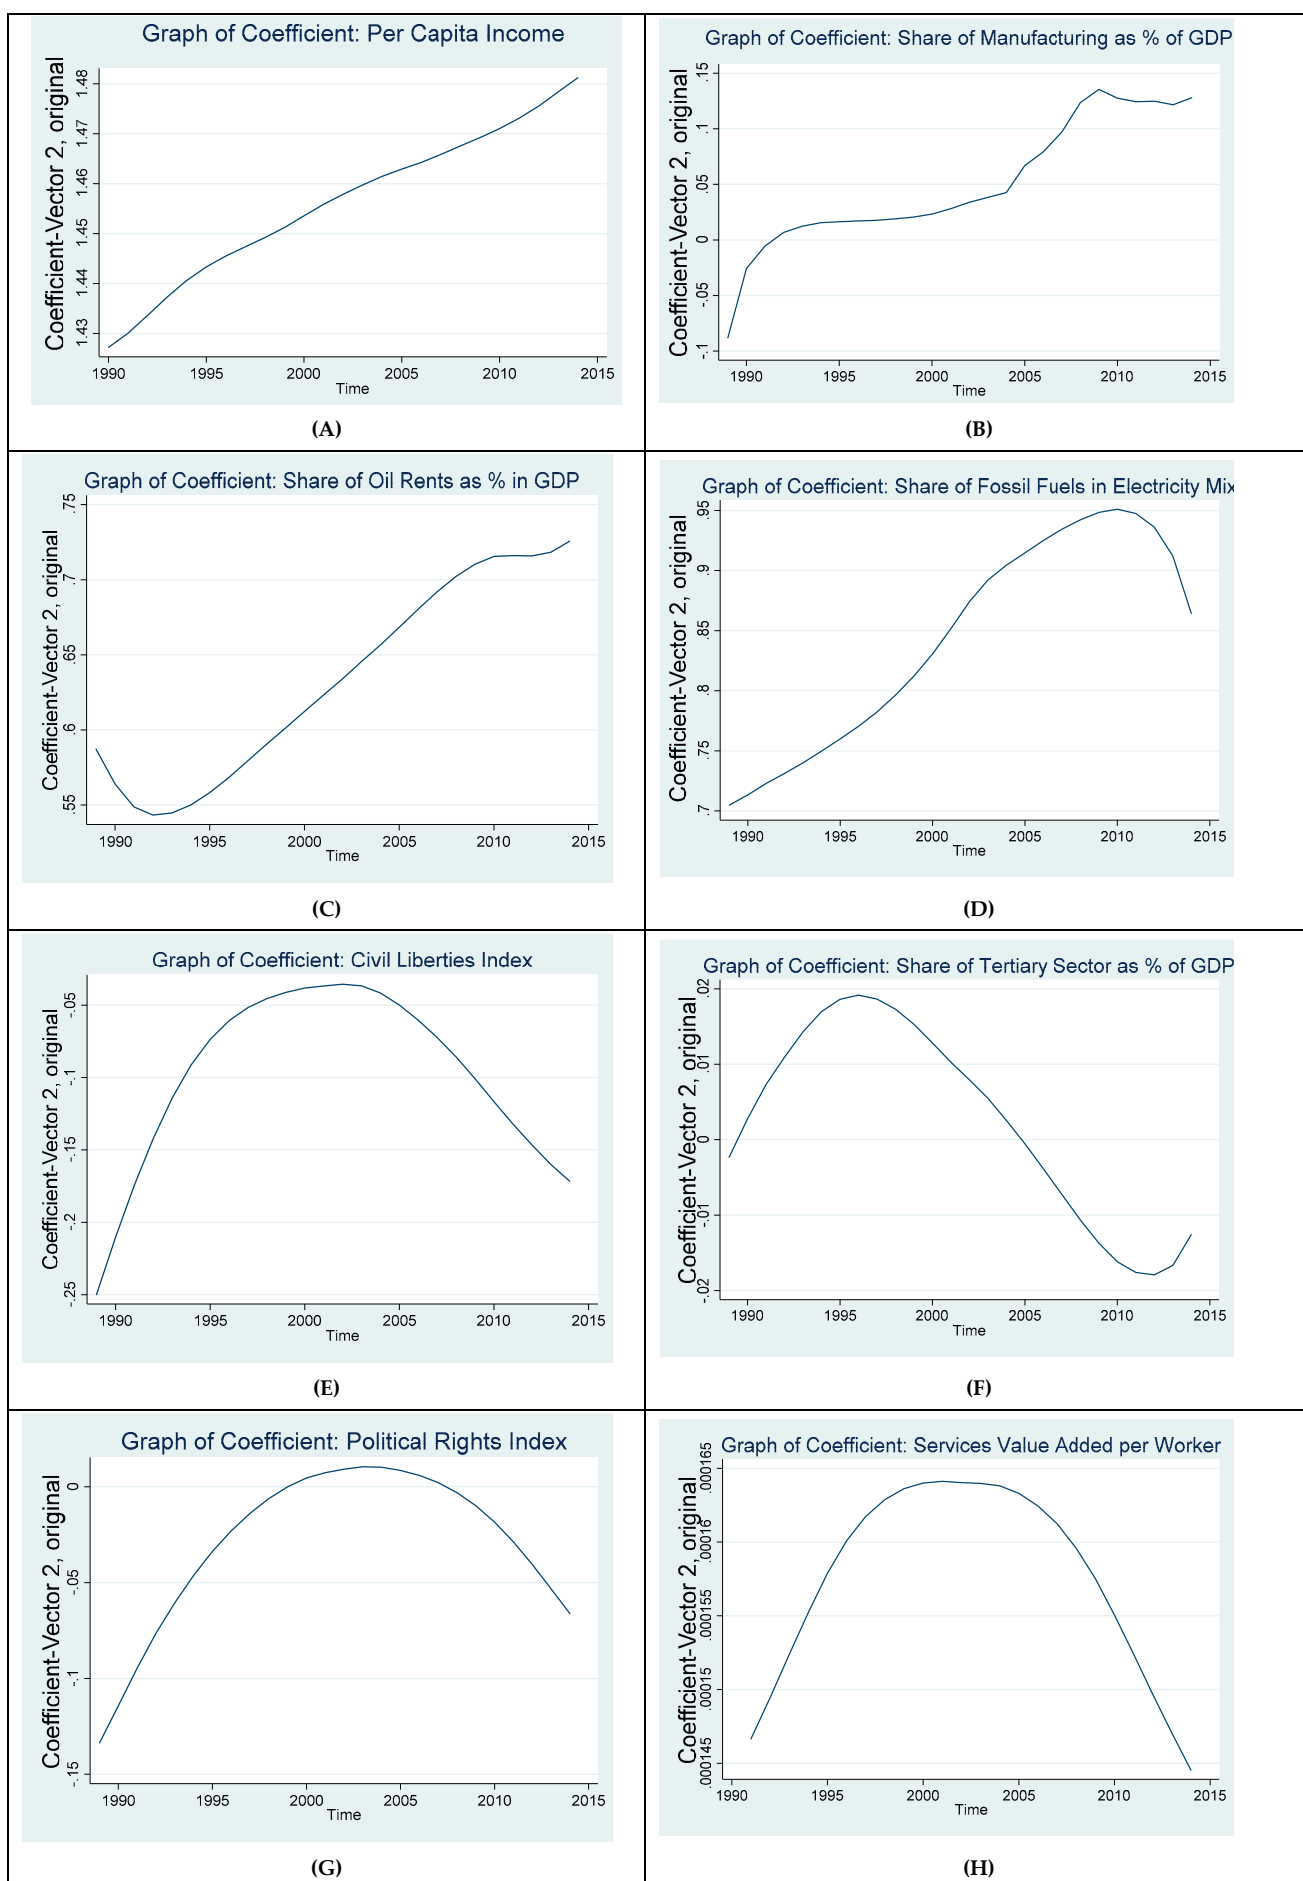 Graph of Coefficient: Per Capita Income
Coefficient-Vector 2, original
1.48
1.47
1.46
1.45
1.44
1.43
1990 1995 2000 2005 2010 2015
Time
(A)
Graph of Coefficient: Share of Manufacturing as % of GDP
Coefficient-Vector 2, original
.15
.1
.05
0
-.05
-.1
1990 1995 2000 2005 2010 2015
Time
(B)
Graph of Coefficient: Share of Oil Rents as % in GDP
Coefficient-Vector 2, original
.75
.7
.65
.6
.55
1990 1995 2000 2005 2010 2015
Time
(C)
Graph of Coefficient: Share of Fossil Fuels in Electricity Mix
Coefficient-Vector 2, original
.95
.9
.85
.8
.75
.7
1990 1995 2000 2005 2010 2015
Time
(D)
Graph of Coefficient: Civil Liberties Index
Coefficient-Vector 2, original
-.05
-.1
-.15
-.2
-.25
1990 1995 2000 2005 2010 2015
Time
(E)
Graph of Coefficient: Share of Tertiary Sector as % of GDP
Coefficient-Vector 2, original
.02
.01
0
-.01
-.02
1990 1995 2000 2005 2010 2015
Time
(F)
Graph of Coefficient: Political Rights Index
Coefficient-Vector 2, original
0
-.05
-.1
-.15
1990 1995 2000 2005 2010 2015
Time
(G)
Graph of Coefficient: Services Value Added per Worker
Coefficient-Vector 2, original
.000165
.00016
.000155
.00015
.000145
1990 1995 2000 2005 2010 2015
Time
(H)